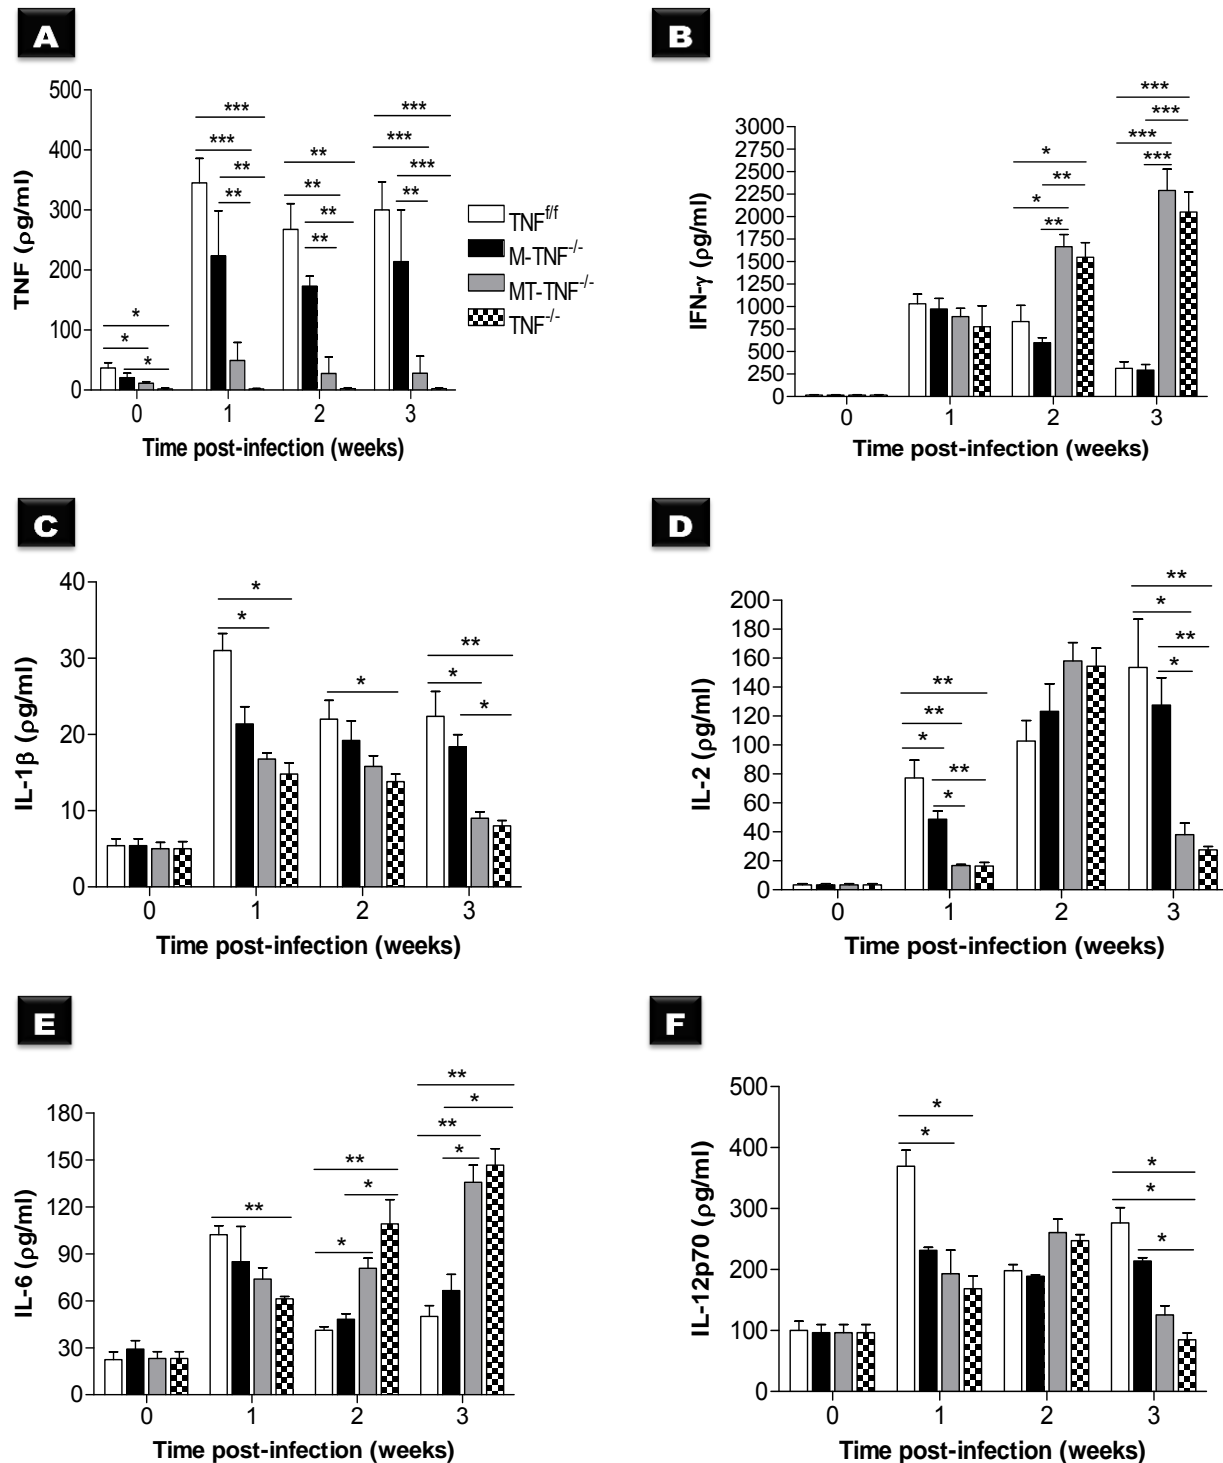 A
TNF (ρg/ml)
500
400
300
200
100
0
*** *** ** **
** ** ** **
*** *** *** **
* * *
0 1 2 3
Time post-infection (weeks)
TNF^f/f
M-TNF^-/-
MT-TNF^-/-
TNF^-/-
B
IFN-γ (ρg/ml)
3000
2750
2500
2250
2000
1750
1500
1250
1000
750
500
250
0
* ** * **
*** *** *** ***
0 1 2 3
Time post-infection (weeks)
C
IL-1β (ρg/ml)
40
30
20
10
0
* *
*
** * *
0 1 2 3
Time post-infection (weeks)
D
IL-2 (ρg/ml)
200
180
160
140
120
100
80
60
40
20
0
** ** * ** *
** * ** *
0 1 2 3
Time post-infection (weeks)
E
IL-6 (ρg/ml)
180
150
120
90
60
30
0
**
** * *
** * ** *
0 1 2 3
Time post-infection (weeks)
F
IL-12p70 (ρg/ml)
500
400
300
200
100
0
* *
* * *
0 1 2 3
Time post-infection (weeks)